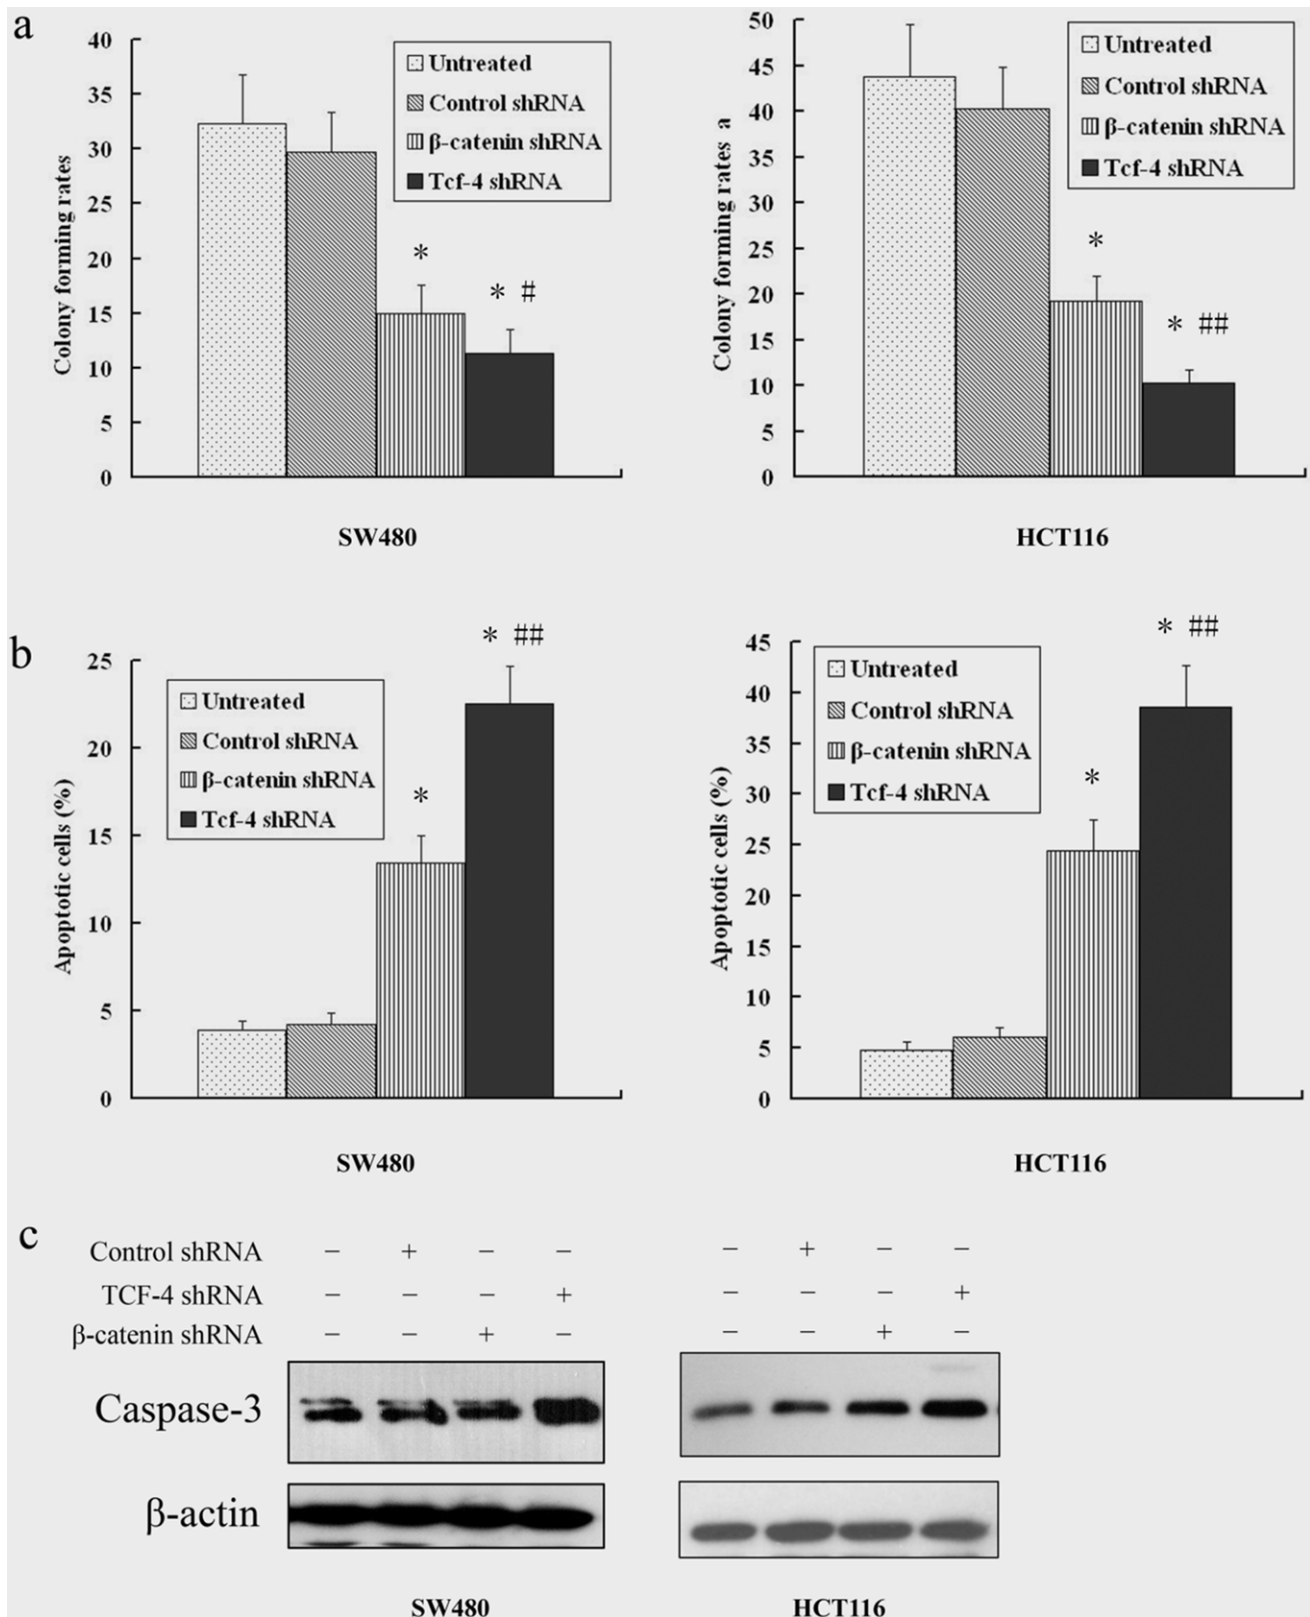 a
40
35
30
25
20
15
10
5
0
Colony forming rates
Untreated
Control shRNA
β-catenin shRNA
Tcf-4 shRNA
*
* #
SW480
50
45
40
35
30
25
20
15
10
5
0
Colony forming rates a
Untreated
Control shRNA
β-catenin shRNA
Tcf-4 shRNA
*
* ##
HCT116
b
25
20
15
10
5
0
Apoptotic cells (%)
Untreated
Control shRNA
β-catenin shRNA
Tcf-4 shRNA
*
* ##
SW480
45
40
35
30
25
20
15
10
5
0
Apoptotic cells (%)
Untreated
Control shRNA
β-catenin shRNA
Tcf-4 shRNA
*
* ##
HCT116
c
Control shRNA − + − − − + − −
TCF-4 shRNA − − − + − − − +
β-catenin shRNA − − + − − − + −
Caspase-3
β-actin
SW480 HCT116